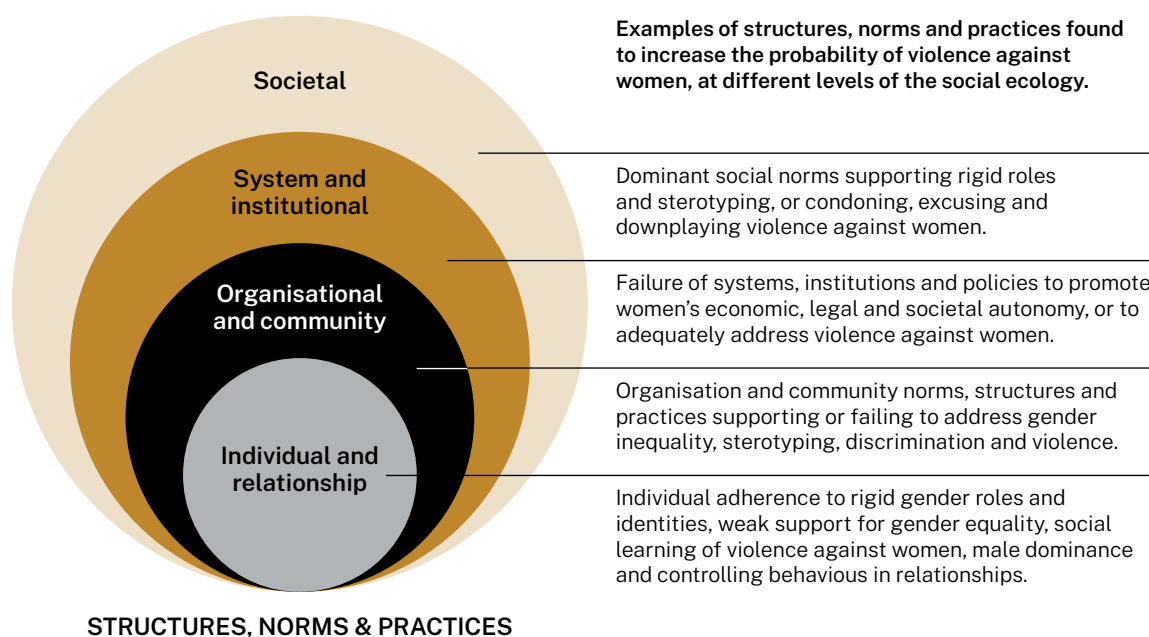 Societal
System and
institutional
Organisational
and community
Individual and
relationship
STRUCTURES, NORMS & PRACTICES
Examples of structures, norms and practices found
to increase the probability of violence against
women, at different levels of the social ecology.
Dominant social norms supporting rigid roles
and sterotyping, or condoning, excusing and
downplaying violence against women.
Failure of systems, institutions and policies to promote
women's economic, legal and societal autonomy, or to
adequately address violence against women.
Organisation and community norms, structures and
practices supporting or failing to address gender
inequality, sterotyping, discrimination and violence.
Individual adherence to rigid gender roles and
identities, weak support for gender equality, social
learning of violence against women, male dominance
and controlling behavious in relationships.